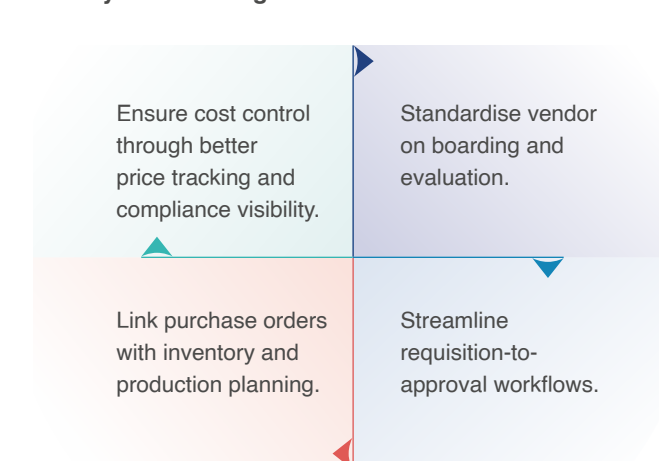 Ensure cost control
through better
price tracking and
compliance visibility.
Standardise vendor
on boarding and
evaluation.
Link purchase orders
with inventory and
production planning.
Streamline
requisition-to-
approval workflows.